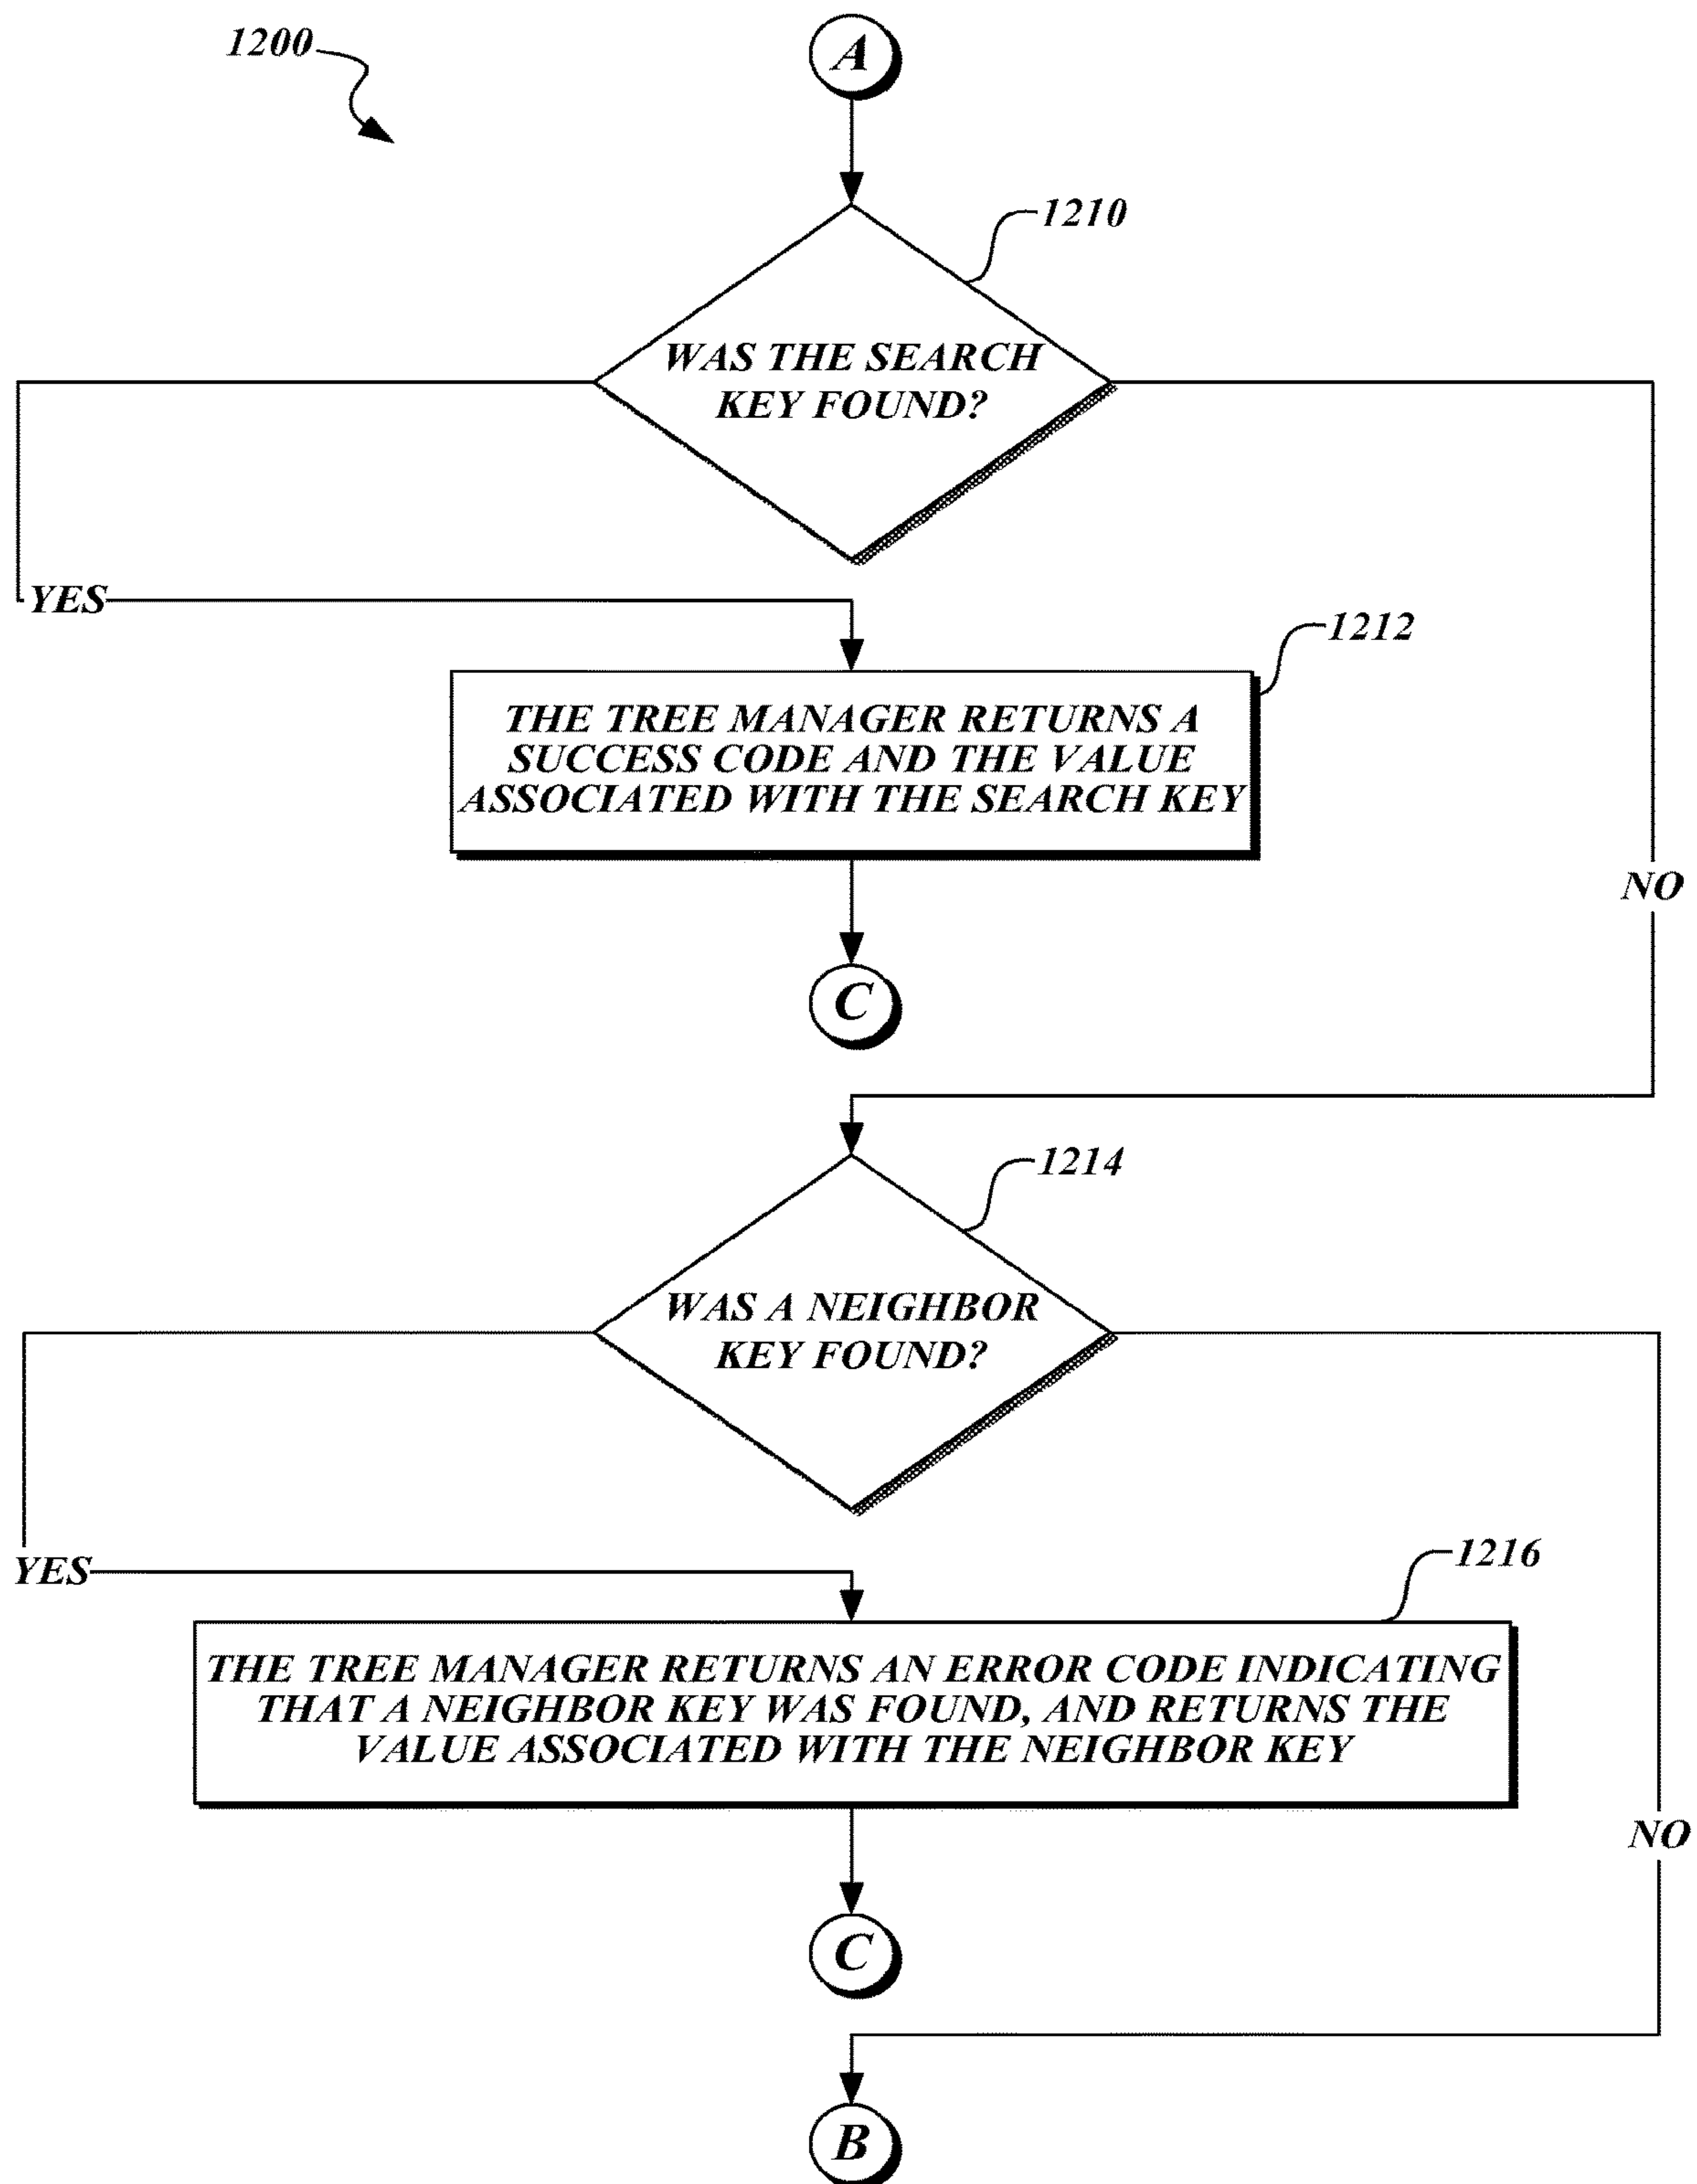 1200
A
1210
WAS THE SEARCH
KEY FOUND?
YES
1212
THE TREE MANAGER RETURNS A
SUCCESS CODE AND THE VALUE
ASSOCIATED WITH THE SEARCH KEY
NO
C
1214
WAS A NEIGHBOR
KEY FOUND?
YES
1216
THE TREE MANAGER RETURNS AN ERROR CODE INDICATING
THAT A NEIGHBOR KEY WAS FOUND, AND RETURNS THE
VALUE ASSOCIATED WITH THE NEIGHBOR KEY
NO
C
B